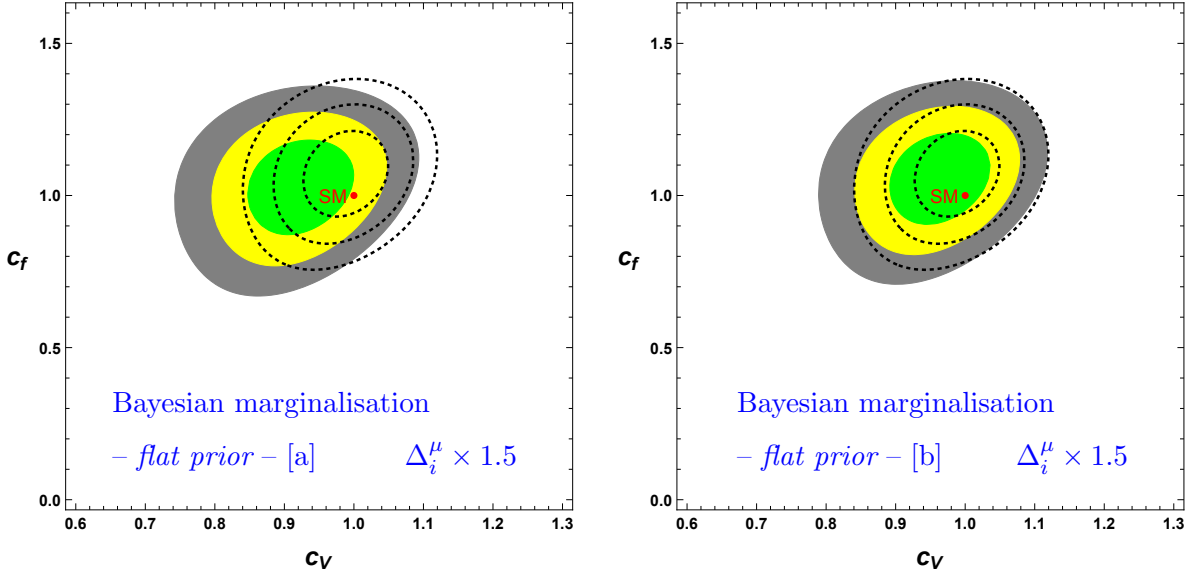 1.5
1.0
0.5
0.0
c_f
SM
Bayesian marginalisation
– flat prior – [a] Δ_i^μ × 1.5
0.6 0.7 0.8 0.9 1.0 1.1 1.2 1.3
c_V
1.5
1.0
0.5
0.0
c_f
SM
Bayesian marginalisation
– flat prior – [b] Δ_i^μ × 1.5
0.6 0.7 0.8 0.9 1.0 1.1 1.2 1.3
c_V